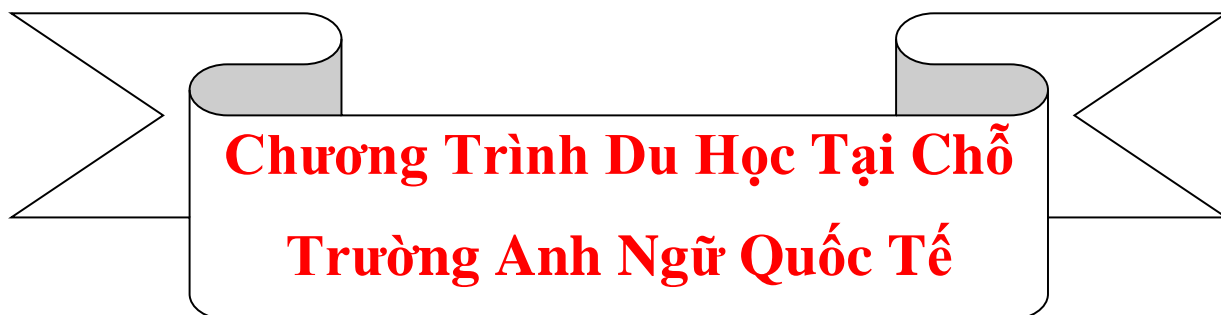 Chương Trình Du Học Tại Chỗ
Trường Anh Ngữ Quốc Tế